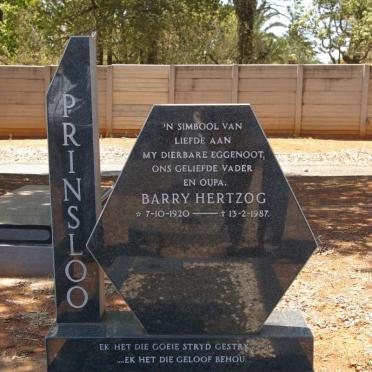 PRINSLOO
'N SIMBOOL VAN
LIEFDE AAN
MY DIERBARE EGGENOOT,
ONS GELIEFDE VADER
EN OUPA.
BARRY HERTZOG
☆ 7-10-1920 —— † 13-2-1987.
EK HET DIE GOEIE STRYD GESTRY...
...EK HET DIE GELOOF BEHOU.